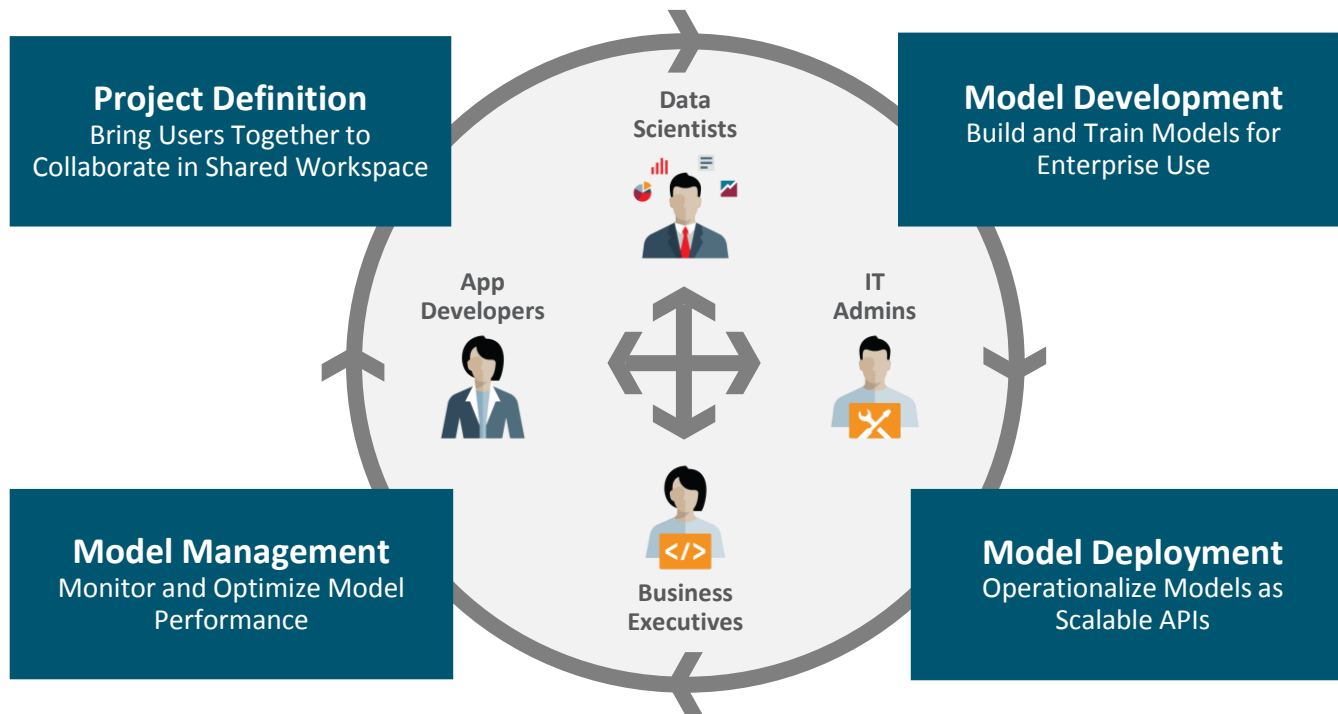 Project Definition
Bring Users Together to
Collaborate in Shared Workspace
Data
Scientists
Model Development
Build and Train Models for
Enterprise Use
App
Developers
IT
Admins
Model Management
Monitor and Optimize Model
Performance
</>
Business
Executives
Model Deployment
Operationalize Models as
Scalable APIs